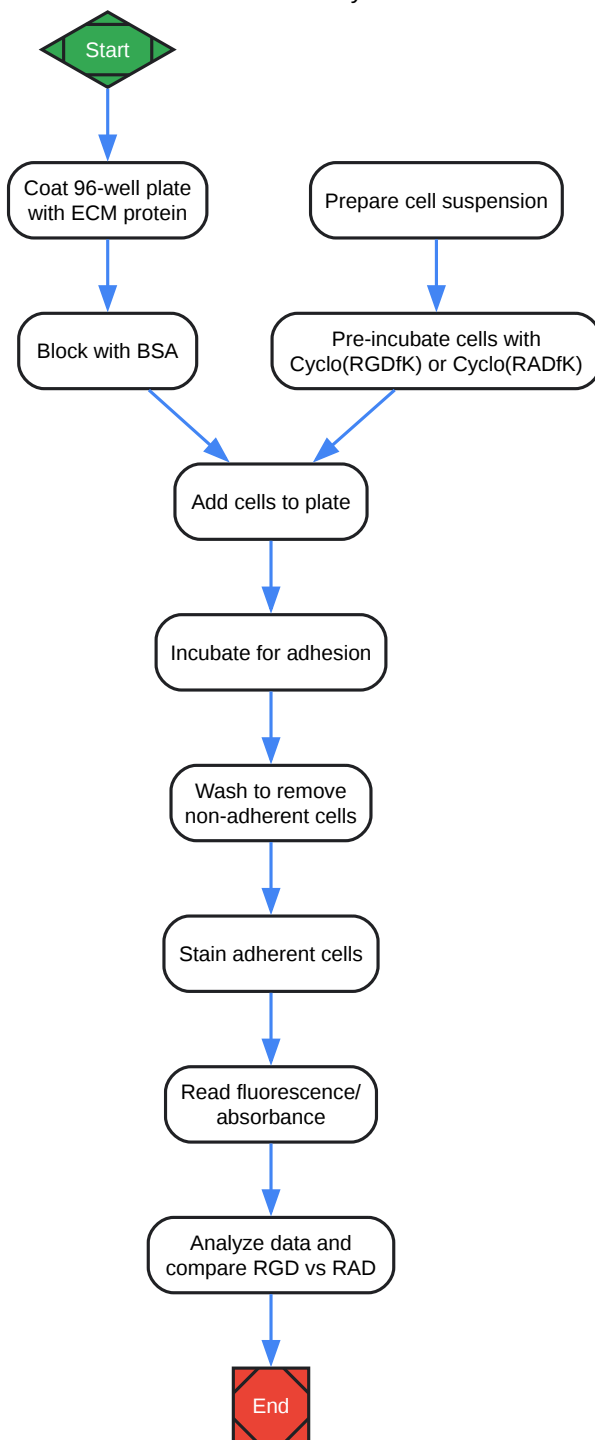 Start
Coat 96-well plate
with ECM protein
Prepare cell suspension
Block with BSA
Pre-incubate cells with
Cyclo(RGDfK) or Cyclo(RADfK)
Add cells to plate
Incubate for adhesion
Wash to remove
non-adherent cells
Stain adherent cells
Read fluorescence/
absorbance
Analyze data and
compare RGD vs RAD
End